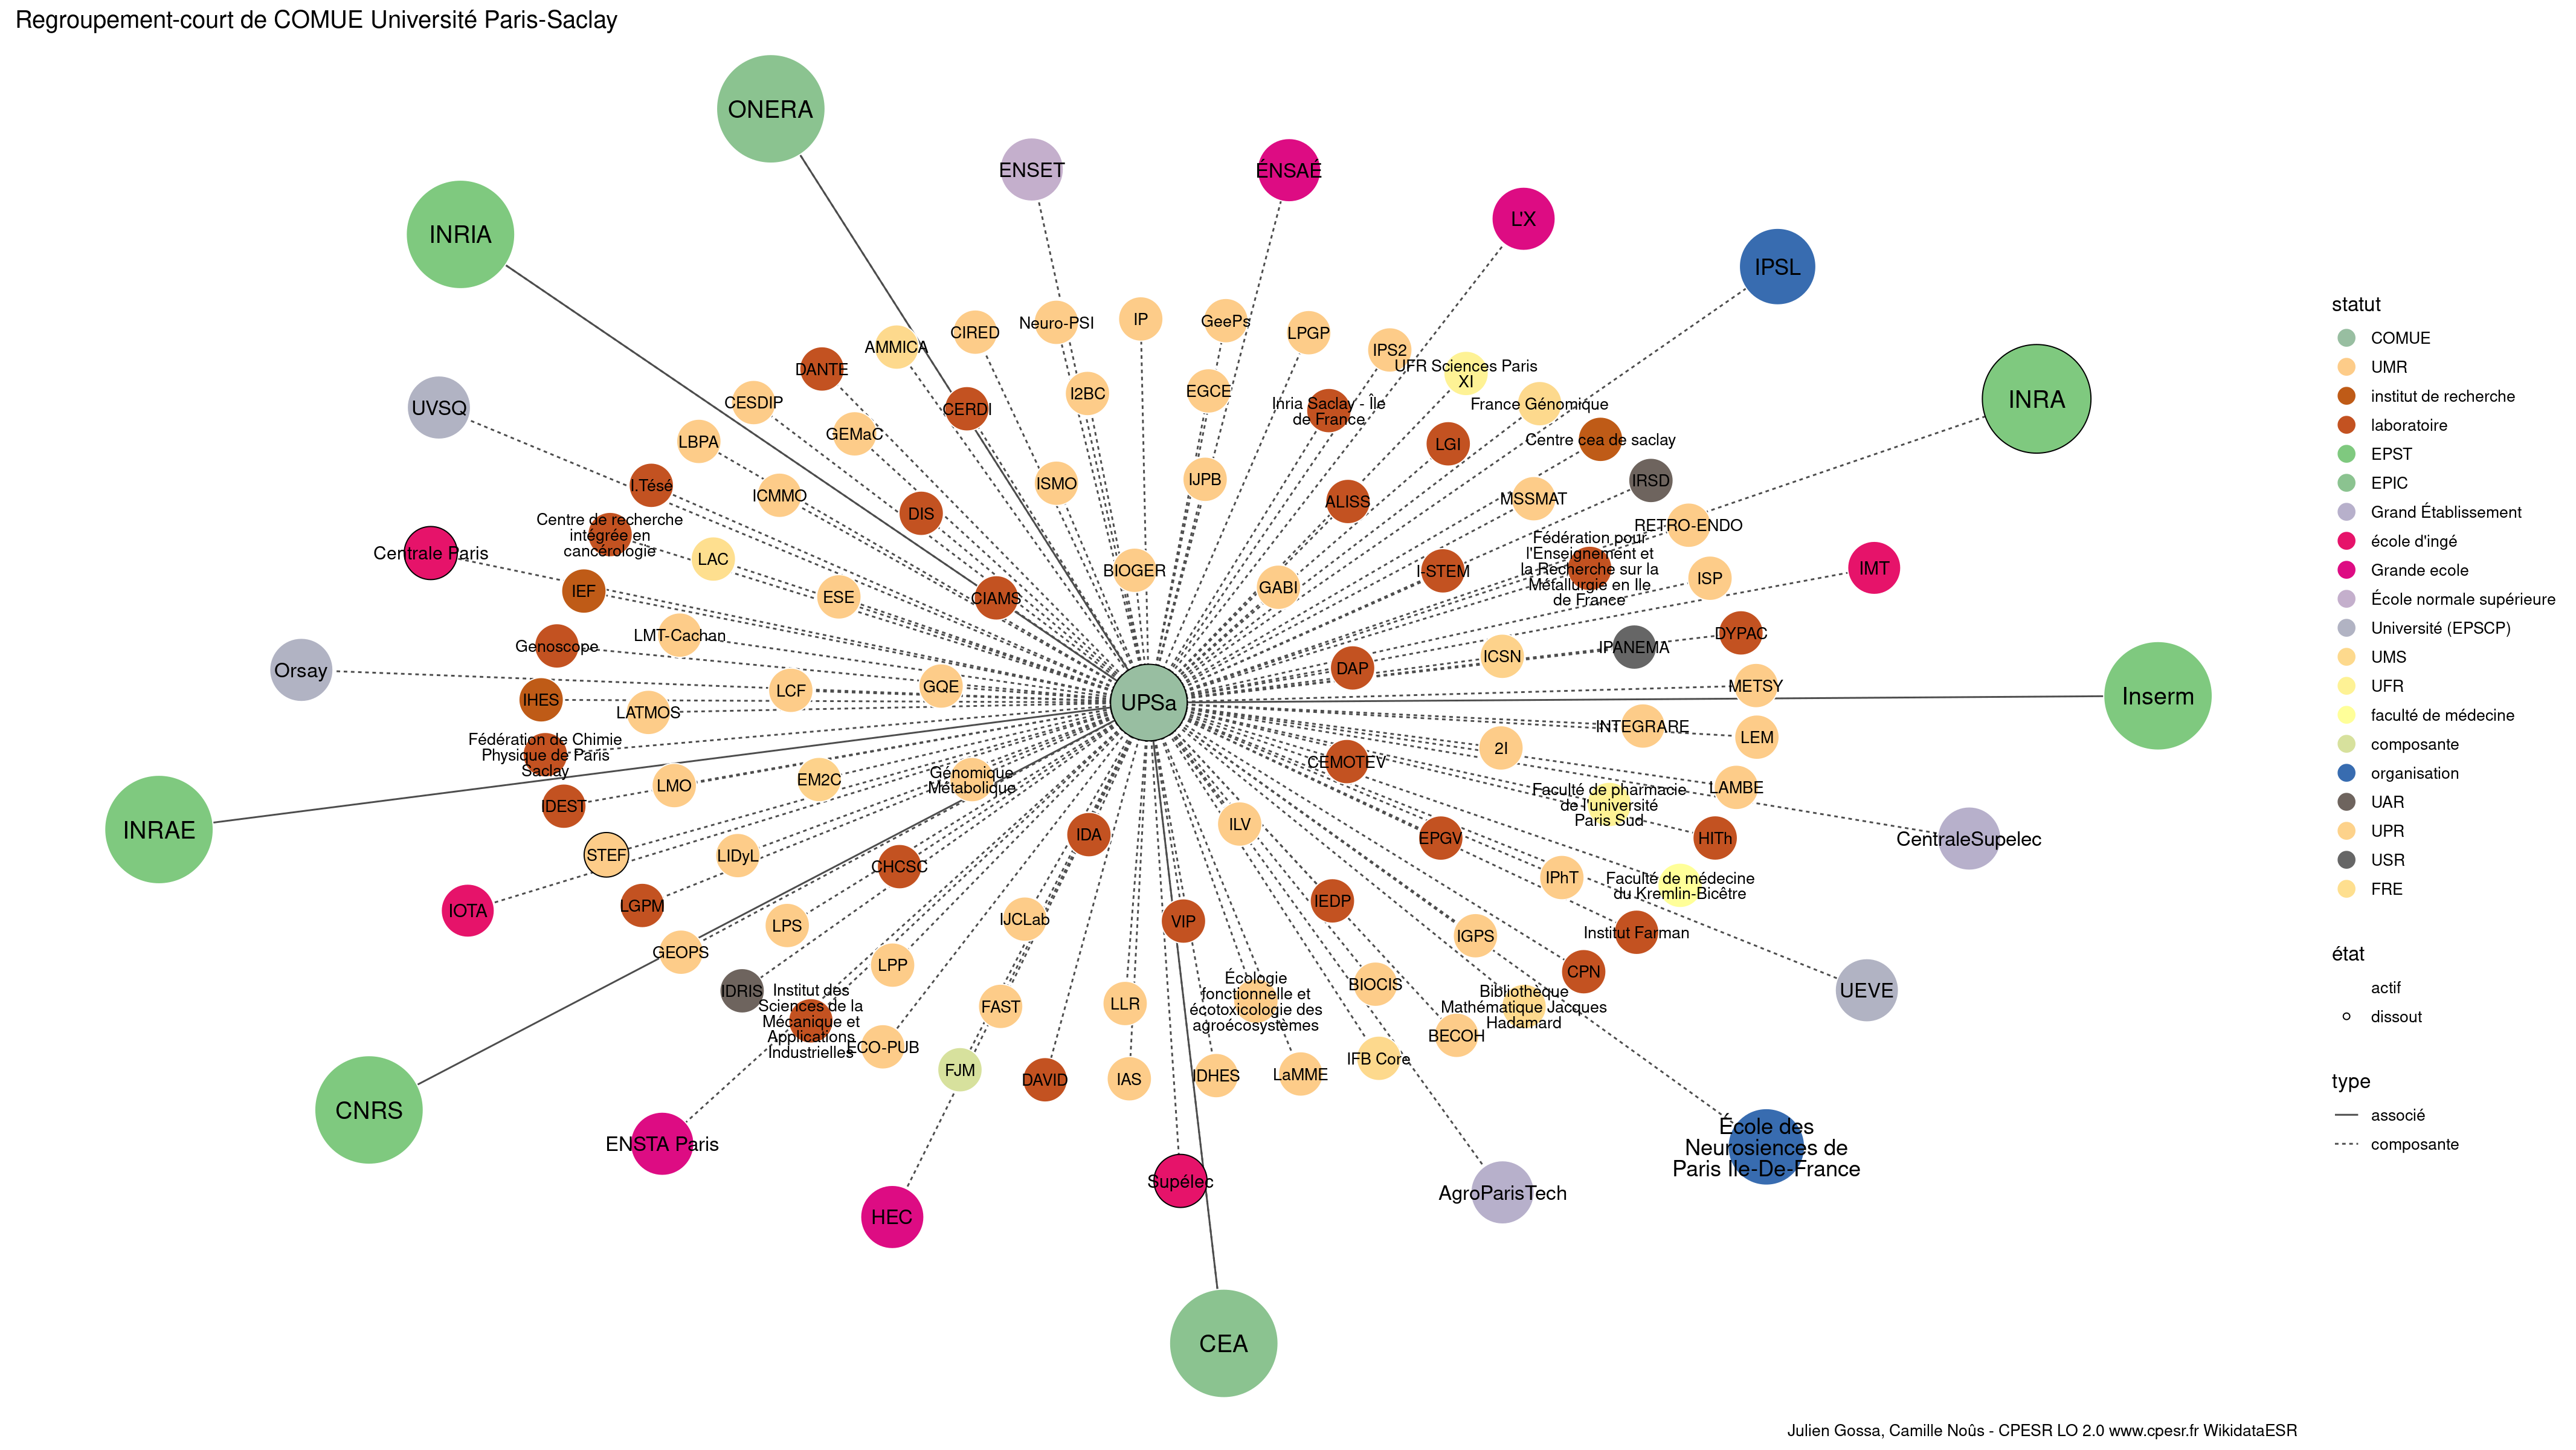 Regroupement-court de COMUE Université Paris-Saclay
ONERA
ENSET
ÉNSAÉ
L'X
INRIA
IPSL
Neuro-PSI
IP
GeePs
CIRED
LPGP
AMMICA
IPS2
DANTE
UFR Sciences Paris
XI
INRA
I2BC
EGCE
CESDIP
CERDI
UVSQ
Inria Saclay - Île
de France
France Génomique
GEMaC
LBPA
LGI
Centre cea de saclay
IJPB
ISMO
IRSD
I.Tésé
ICMMO
ALISS
MSSMAT
DIS
Centre de recherche
intégrée en
cancérologie
RETRO-ENDO
Centrale Paris
LAC
Fédération pour
l'Enseignement et
la Recherche sur la
Métallurgie en Ile
de France
BIOGER
I-STEM
IMT
ISP
GABI
IEF
ESE
CIAMS
LMT-Cachan
DYPAC
Genoscope
IPANEMA
ICSN
Orsay
DAP
GQE
METSY
LCF
IHES
UPSa
Inserm
LATMOS
INTEGRARE
LEM
Fédération de Chimie
Physique de Paris
Saclay
2I
CEMOTEV
Génomique
Métabolique
EM2C
LMO
LAMBE
Faculté de pharmacie
de l'université
Paris Sud
IDEST
INRAE
ILV
IDA
EPGV
HITh
CentraleSupelec
STEF
LIDyL
CHCSC
IPhT
Faculté de médecine
du Kremlin-Bicêtre
IOTA
LGPM
IEDP
IJCLab
VIP
LPS
IGPS
Institut Farman
GEOPS
LPP
CPN
IDRIS
Institut des
Sciences de la
Mécanique et
Applications
Industrielles
BIOCIS
Écologie
fonctionnelle et
écotoxicologie des
agroécosystèmes
UEVE
Bibliothèque
Mathématique Jacques
Hadamard
FAST
LLR
BECOH
ECO-PUB
IFB Core
FJM
DAVID
IAS
IDHES
LaMME
CNRS
ENSTA Paris
École des
Neurosiences de
Paris Ile-De-France
Supélec
AgroParisTech
HEC
CEA
statut
COMUE
UMR
institut de recherche
laboratoire
EPST
EPIC
Grand Établissement
école d'ingé
Grande ecole
École normale supérieure
Université (EPSCP)
UMS
UFR
faculté de médecine
composante
organisation
UAR
UPR
USR
FRE
état
actif
dissout
type
associé
composante
Julien Gossa, Camille Noûs - CPESR LO 2.0 www.cpesr.fr WikidataESR